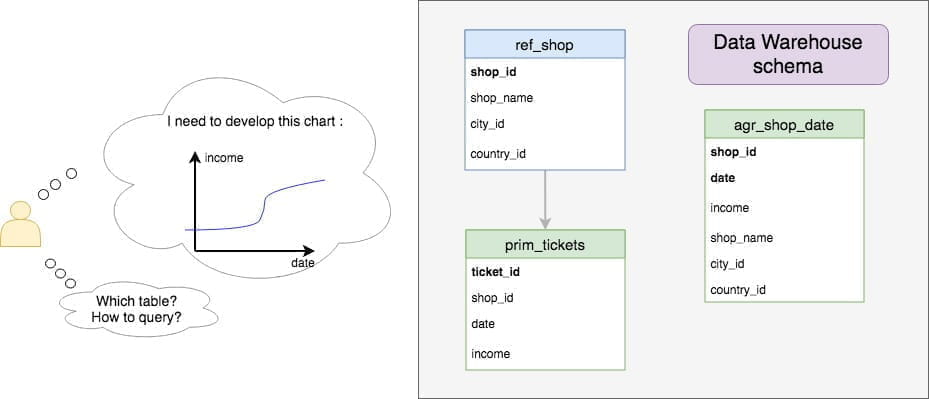 I need to develop this chart :
income
date
Which table?
How to query?
Data Warehouse
schema
ref_shop
shop_id
shop_name
city_id
country_id
prim_tickets
ticket_id
shop_id
date
income
agr_shop_date
shop_id
date
income
shop_name
city_id
country_id